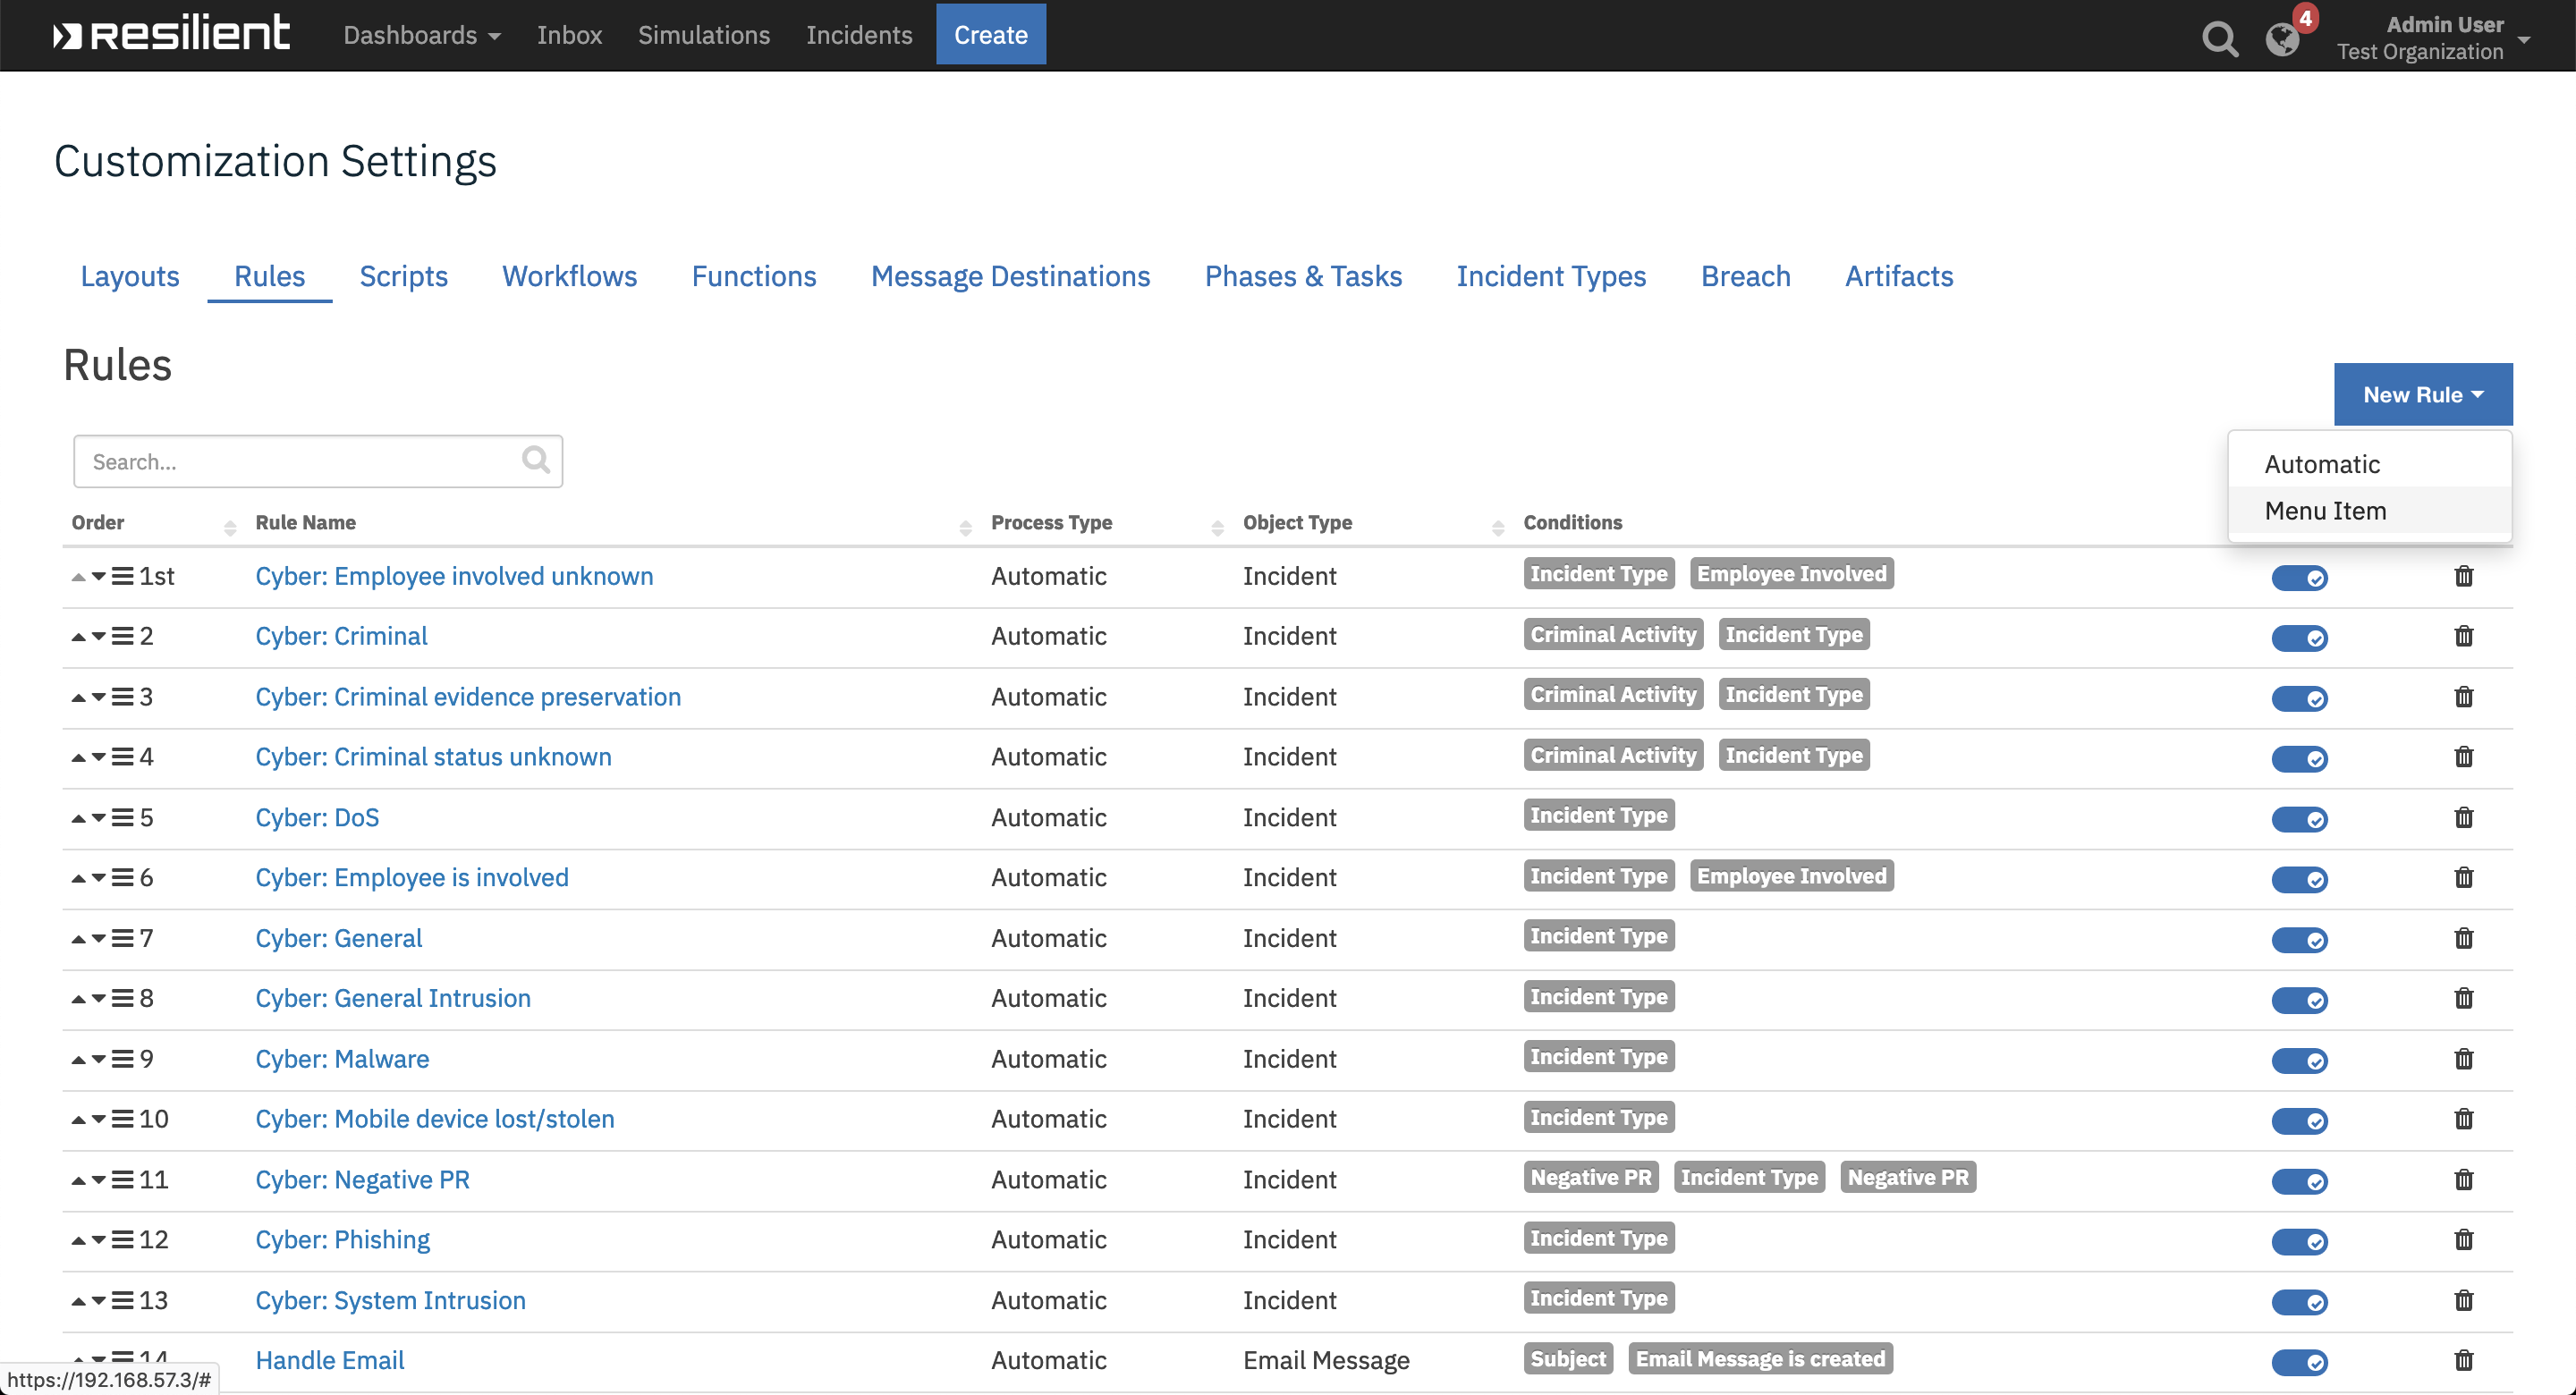 resilient Dashboards Inbox Simulations Incidents Create 4 Admin User
Test Organization
Customization Settings
Layouts Rules Scripts Workflows Functions Message Destinations Phases & Tasks Incident Types Breach Artifacts
Rules
New Rule
Search...
Automatic
Menu Item
Order Rule Name Process Type Object Type Conditions
1st Cyber: Employee involved unknown Automatic Incident Incident Type Employee Involved
2 Cyber: Criminal Automatic Incident Criminal Activity Incident Type
3 Cyber: Criminal evidence preservation Automatic Incident Criminal Activity Incident Type
4 Cyber: Criminal status unknown Automatic Incident Criminal Activity Incident Type
5 Cyber: DoS Automatic Incident Incident Type
6 Cyber: Employee is involved Automatic Incident Incident Type Employee Involved
7 Cyber: General Automatic Incident Incident Type
8 Cyber: General Intrusion Automatic Incident Incident Type
9 Cyber: Malware Automatic Incident Incident Type
10 Cyber: Mobile device lost/stolen Automatic Incident Incident Type
11 Cyber: Negative PR Automatic Incident Negative PR Incident Type Negative PR
12 Cyber: Phishing Automatic Incident Incident Type
13 Cyber: System Intrusion Automatic Incident Incident Type
14 Handle Email Automatic Email Message Subject Email Message is created
https://192.168.57.3/#